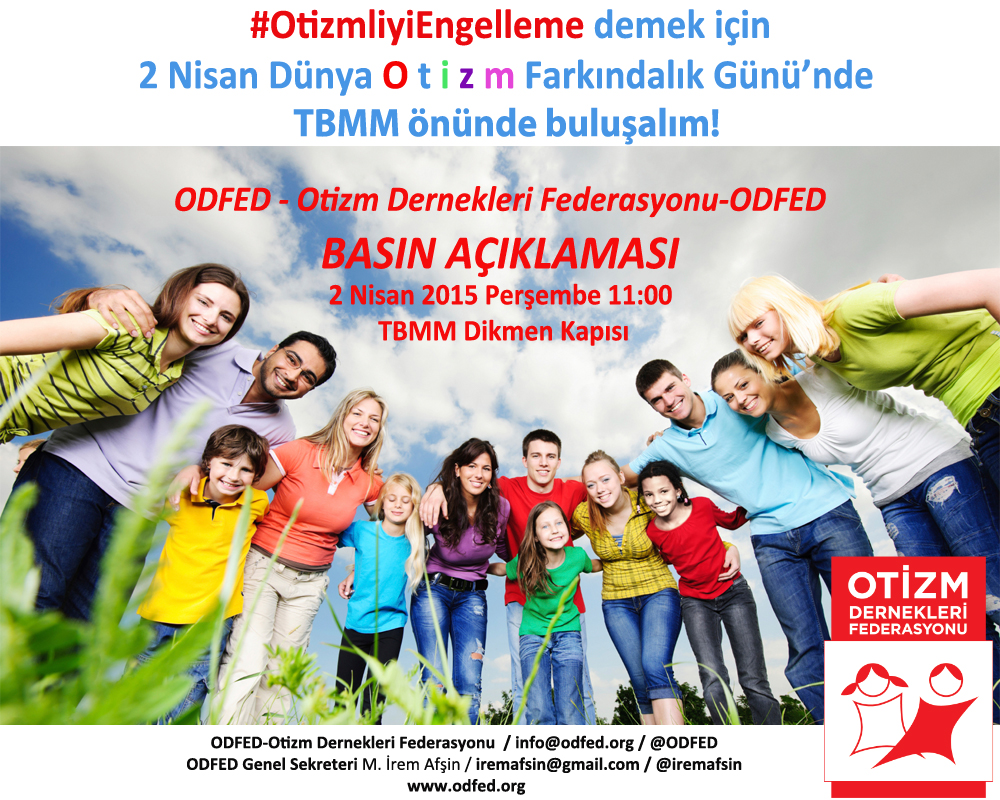 #OtizmliyiEngelleme demek için
2 Nisan Dünya O t i z m Farkındalık Günü’nde
TBMM önünde buluşalım!
ODFED - Otizm Dernekleri Federasyonu-ODFED
BASIN AÇIKLAMASI
2 Nisan 2015 Perşembe 11:00
TBMM Dikmen Kapısı
OTİZM
DERNEKLERİ
FEDERASYONU
ODFED-Otizm Dernekleri Federasyonu / info@odfed.org / @ODFED
ODFED Genel Sekreteri M. İrem Afşin / iremafsin@gmail.com / @iremafsin
www.odfed.org